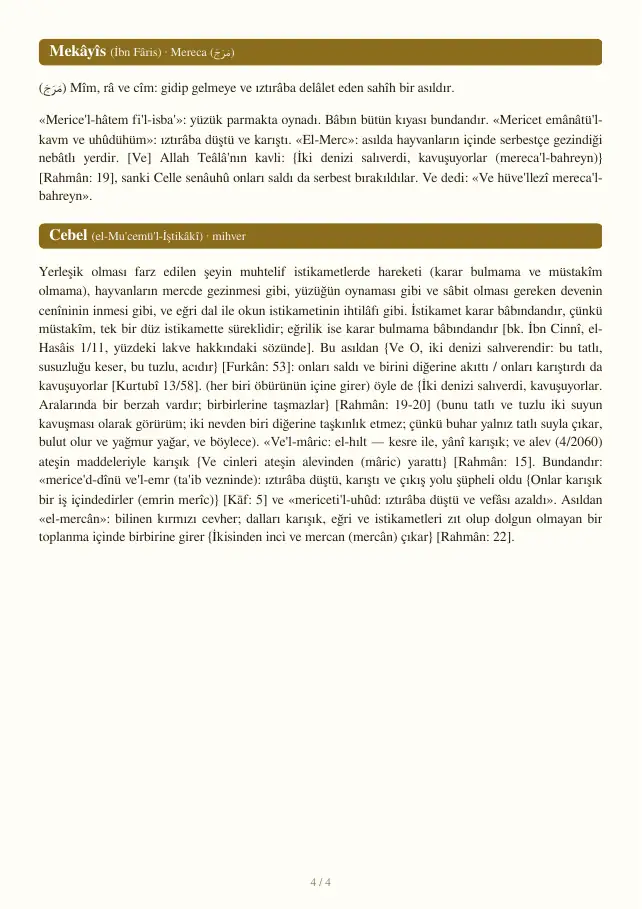 Mekâyîs (İbn Fâris) · Mereca (مَرَجَ)
(مَرَجَ) Mîm, râ ve cîm: gidip gelmeye ve ıztırâba delâlet eden sahîh bir asıldır.
«Merice'l-hâtem fi'l-isba'»: yüzük parmakta oynadı. Bâbın bütün kıyası bundandır. «Mericet emânâtü'l-
kavm ve uhûdühüm»: ıztırâba düştü ve karıştı. «El-Merc»: asılda hayvanların içinde serbestçe gezindiği
nebâtlı yerdir. [Ve] Allah Teâlâ'nın kavli: {İki denizi salıverdi, kavuşuyorlar (mereca'l-bahreyn)}
[Rahmân: 19], sanki Celle senâuhû onları saldı da serbest bırakıldılar. Ve dedi: «Ve hüve'llezî mereca'l-
bahreyn».
Cebel (el-Mu'cemü'l-İştikâkî) · mihver
Yerleşik olması farz edilen şeyin muhtelif istikametlerde hareketi (karar bulmama ve müstakîm
olmama), hayvanların mercde gezinmesi gibi, yüzüğün oynaması gibi ve sâbit olması gereken devenin
cenîninin inmesi gibi, ve eğri dal ile okun istikametinin ihtilâfı gibi. İstikamet karar bâbındandır, çünkü
müstakîm, tek bir düz istikamette süreklidir; eğrilik ise karar bulmama bâbındandır [bk. İbn Cinnî, el-
Hasâis 1/11, yüzdeki lakve hakkındaki sözünde]. Bu asıldan {Ve O, iki denizi salıverendir: bu tatlı,
susuzluğu keser, bu tuzlu, acıdır} [Furkân: 53]: onları saldı ve birini diğerine akıttı / onları karıştırdı da
kavuşuyorlar [Kurtubî 13/58]. (her biri öbürünün içine girer) öyle de {İki denizi salıverdi, kavuşuyorlar.
Aralarında bir berzah vardır; birbirlerine taşmazlar} [Rahmân: 19-20] (bunu tatlı ve tuzlu iki suyun
kavuşması olarak görürüm; iki nevden biri diğerine taşkınlık etmez; çünkü buhar yalnız tatlı suyla çıkar,
bulut olur ve yağmur yağar, ve böylece). «Ve'l-mâric: el-hılt — kesre ile, yânî karışık; ve alev (4/2060)
ateşin maddeleriyle karışık {Ve cinleri ateşin alevinden (mâric) yarattı} [Rahmân: 15]. Bundandır:
«merice'd-dînü ve'l-emr (ta'ib vezninde): ıztırâba düştü, karıştı ve çıkış yolu şüpheli oldu {Onlar karışık
bir iş içindedirler (emrin merîc)} [Kāf: 5] ve «mericeti'l-uhûd: ıztırâba düştü ve vefâsı azaldı». Asıldan
«el-mercân»: bilinen kırmızı cevher; dalları karışık, eğri ve istikametleri zıt olup dolgun olmayan bir
toplanma içinde birbirine girer {İkisinden inci ve mercan (mercân) çıkar} [Rahmân: 22].
4 / 4